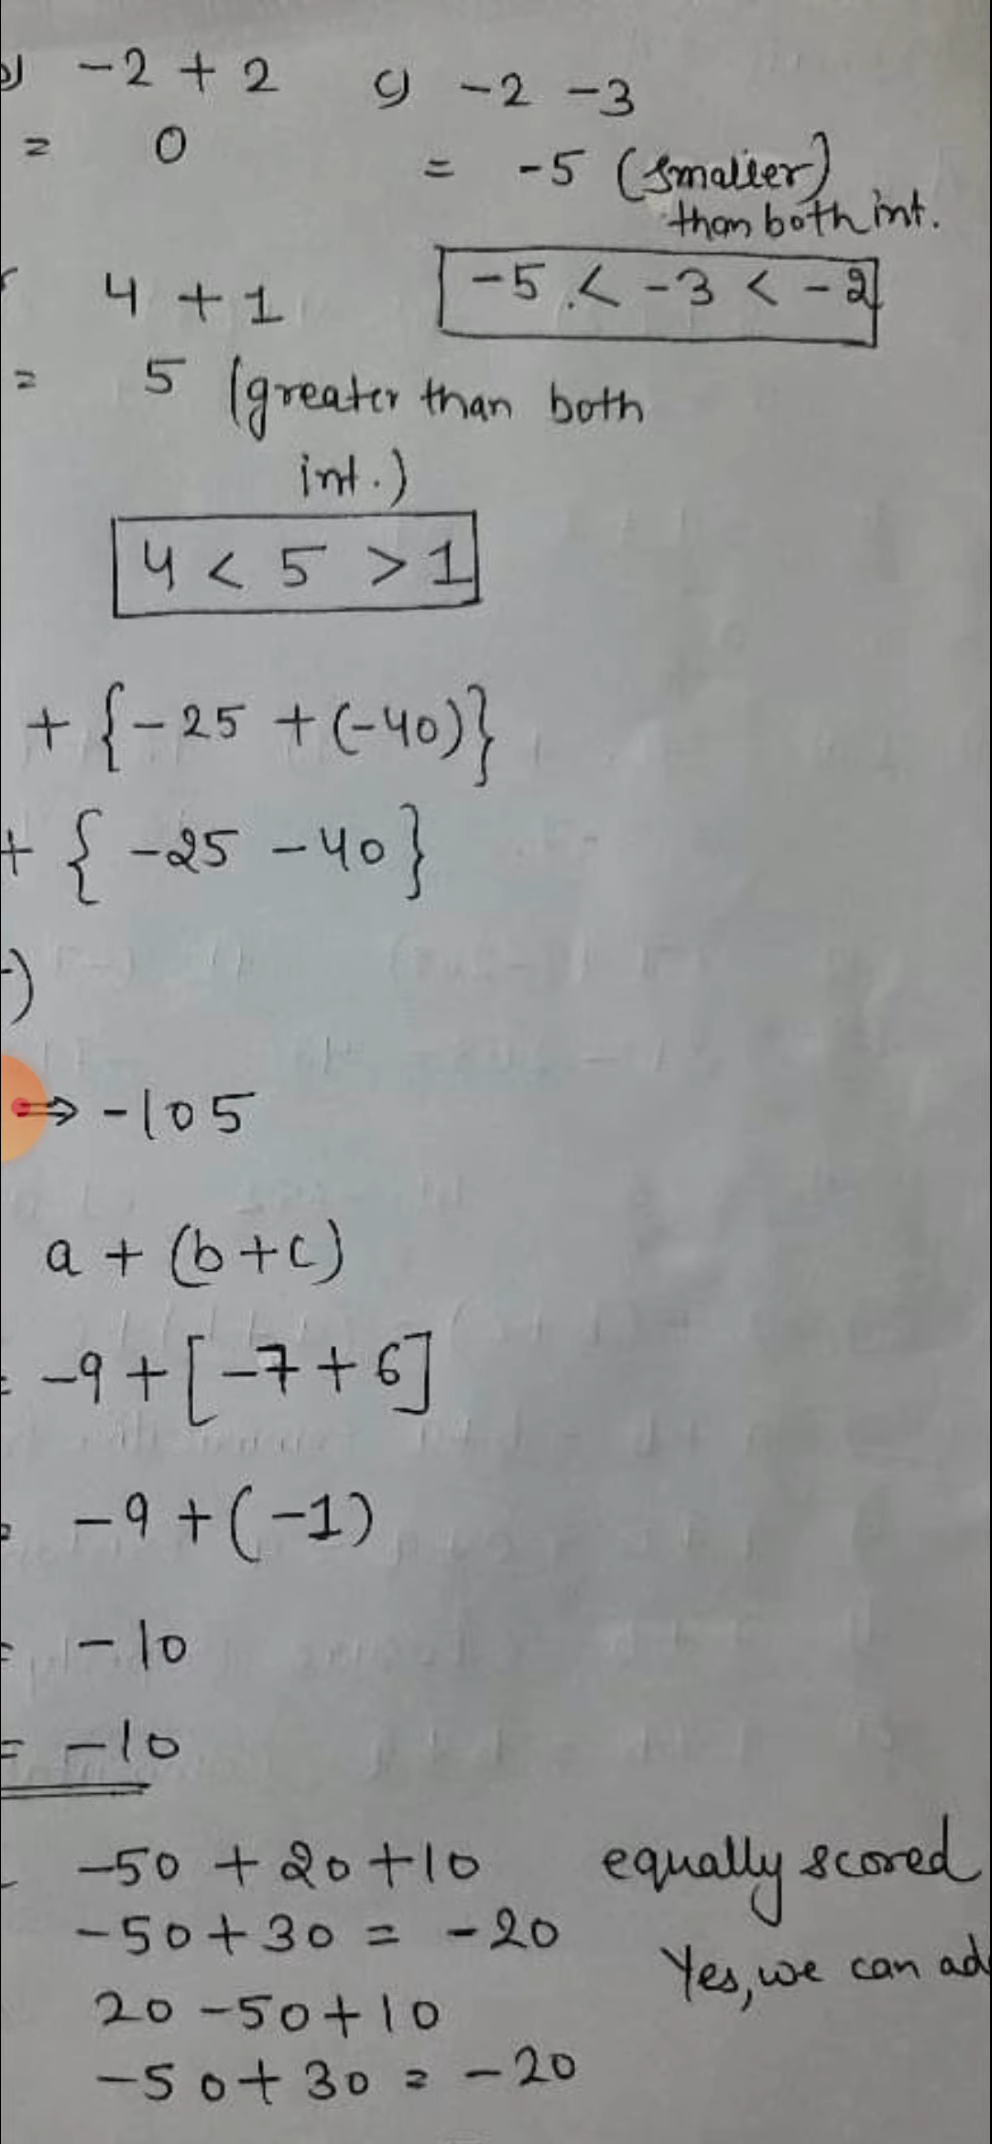 b) -2 + 2
= 0
c) -2 -3
= -5 (smaller)
than both int.
-5 < -3 < -2
4 + 1
= 5 (greater than both
int.)
4 < 5 > 1
+ {-25 + (-40)}
+ { -25 -40}
)
⇒ -105
a + (b+c)
= -9 + [-7 + 6]
= -9 + (-1)
= -10
= -10
-50 + 20 + 10
-50 + 30 = -20
20 -50 + 10
-50 + 30 = -20
equally scored
Yes, we can ad